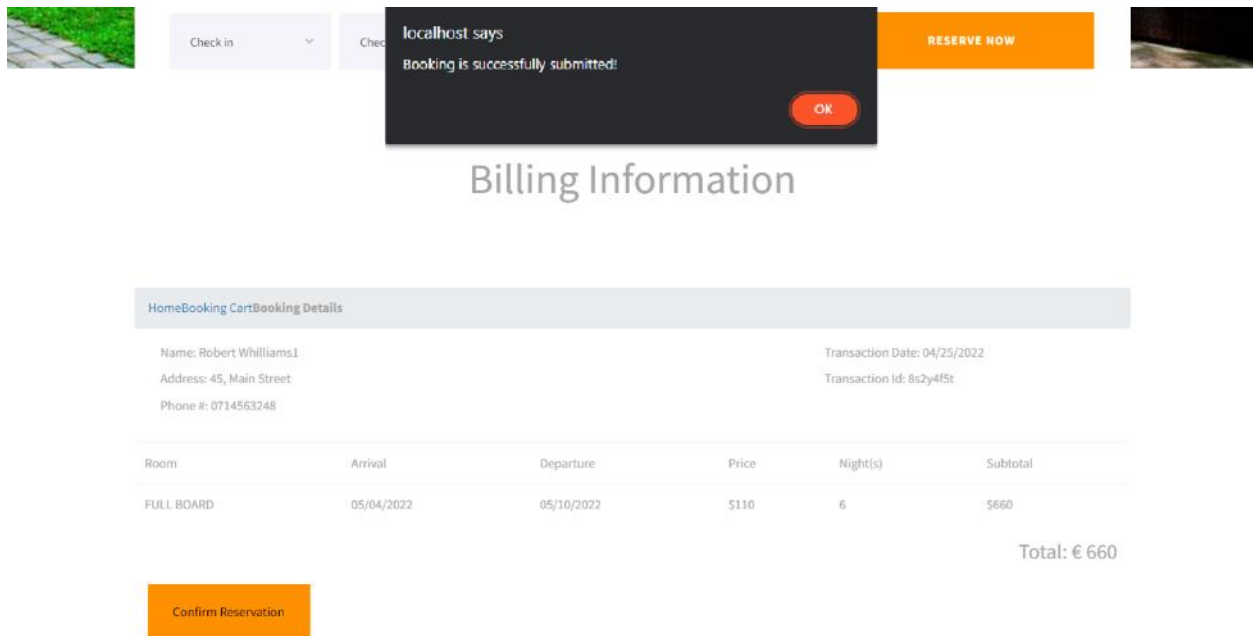 Check in
Chec
localhost says
Booking is successfully submitted!
OK
RESERVE NOW
Billing Information
HomeBooking CartBooking Details
Name: Robert Whilliams1
Address: 45, Main Street
Phone #: 0714563248
Transaction Date: 04/25/2022
Transaction Id: 8s2y4f5t
Room Arrival Departure Price Night(s) Subtotal
FULL BOARD 05/04/2022 05/10/2022 $110 6 $660
Total: € 660
Confirm Reservation